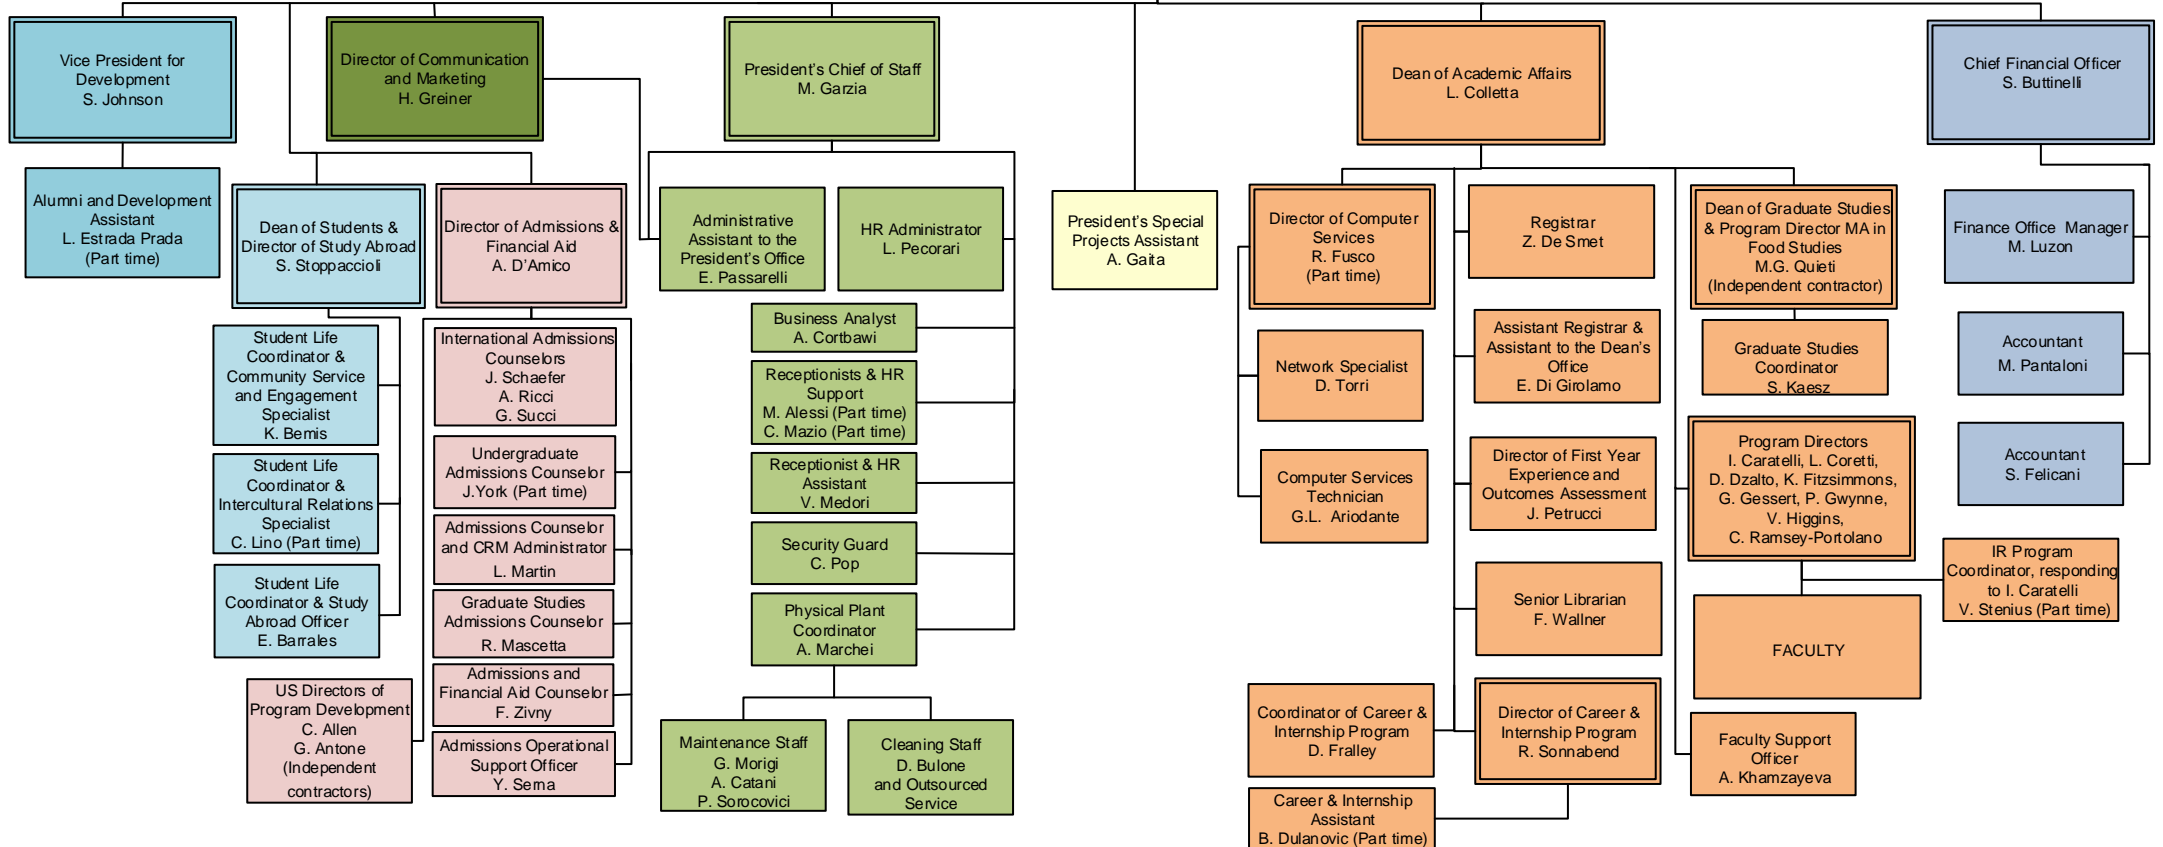 Vice President for
Development
S. Johnson
Director of Communication
and Marketing
H. Greiner
President's Chief of Staff
M. Garzia
Dean of Academic Affairs
L. Colletta
Chief Financial Officer
S. Buttinelli
Alumni and Development
Assistant
L. Estrada Prada
(Part time)
Dean of Students &
Director of Study Abroad
S. Stoppaccioli
Director of Admissions &
Financial Aid
A. D'Amico
Administrative
Assistant to the
President's Office
E. Passarelli
HR Administrator
L. Pecorari
President's Special
Projects Assistant
A. Gaita
Director of Computer
Services
R. Fusco
(Part time)
Registrar
Z. De Smet
Dean of Graduate Studies
& Program Director MA in
Food Studies
M.G. Quieti
(Independent contractor)
Finance Office Manager
M. Luzon
Student Life
Coordinator &
Community Service
and Engagement
Specialist
K. Bemis
International Admissions
Counselors
J. Schaefer
A. Ricci
G. Succi
Business Analyst
A. Cortbawi
Network Specialist
D. Torri
Assistant Registrar &
Assistant to the Dean's
Office
E. Di Girolamo
Graduate Studies
Coordinator
S. Kaesz
Accountant
M. Pantaloni
Receptionists & HR
Support
M. Alessi (Part time)
C. Mazio (Part time)
Student Life
Coordinator &
Intercultural Relations
Specialist
C. Lino (Part time)
Undergraduate
Admissions Counselor
J.York (Part time)
Receptionist & HR
Assistant
V. Medori
Computer Services
Technician
G.L. Ariodante
Director of First Year
Experience and
Outcomes Assessment
J. Petrucci
Program Directors
I. Caratelli, L. Coretti,
D. Dzalto, K. Fitzsimmons,
G. Gessert, P. Gwynne,
V. Higgins,
C. Ramsey-Portolano
Accountant
S. Felicani
Admissions Counselor
and CRM Administrator
L. Martin
Security Guard
C. Pop
IR Program
Coordinator, responding
to I. Caratelli
V. Stenius (Part time)
Student Life
Coordinator & Study
Abroad Officer
E. Barrales
Graduate Studies
Admissions Counselor
R. Mascetta
Physical Plant
Coordinator
A. Marchei
Senior Librarian
F. Wallner
FACULTY
US Directors of
Program Development
C. Allen
G. Antone
(Independent
contractors)
Admissions and
Financial Aid Counselor
F. Zivny
Admissions Operational
Support Officer
Y. Serna
Maintenance Staff
G. Morigi
A. Catani
P. Sorocovici
Cleaning Staff
D. Bulone
and Outsourced
Service
Coordinator of Career &
Internship Program
D. Fralley
Director of Career &
Internship Program
R. Sonnabend
Faculty Support
Officer
A. Khamzayeva
Career & Internship
Assistant
B. Dulanovic (Part time)